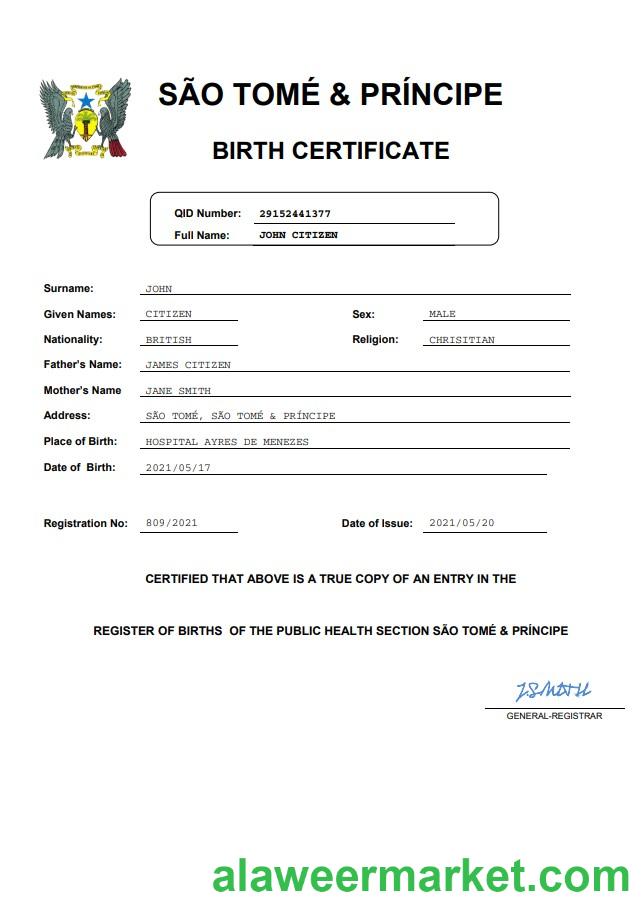 SÃO TOMÉ & PRÍNCIPE
BIRTH CERTIFICATE
QID Number: 29152441377
Full Name: JOHN CITIZEN
Surname: JOHN
Given Names: CITIZEN Sex: MALE
Nationality: BRITISH Religion: CHRISITIAN
Father's Name: JAMES CITIZEN
Mother's Name JANE SMITH
Address: SÃO TOMÉ, SÃO TOMÉ & PRÍNCIPE
Place of Birth: HOSPITAL AYRES DE MENEZES
Date of Birth: 2021/05/17
Registration No: 809/2021 Date of Issue: 2021/05/20
CERTIFIED THAT ABOVE IS A TRUE COPY OF AN ENTRY IN THE
REGISTER OF BIRTHS OF THE PUBLIC HEALTH SECTION SÃO TOMÉ & PRÍNCIPE
J.SMITH
GENERAL-REGISTRAR
alaweermarket.com